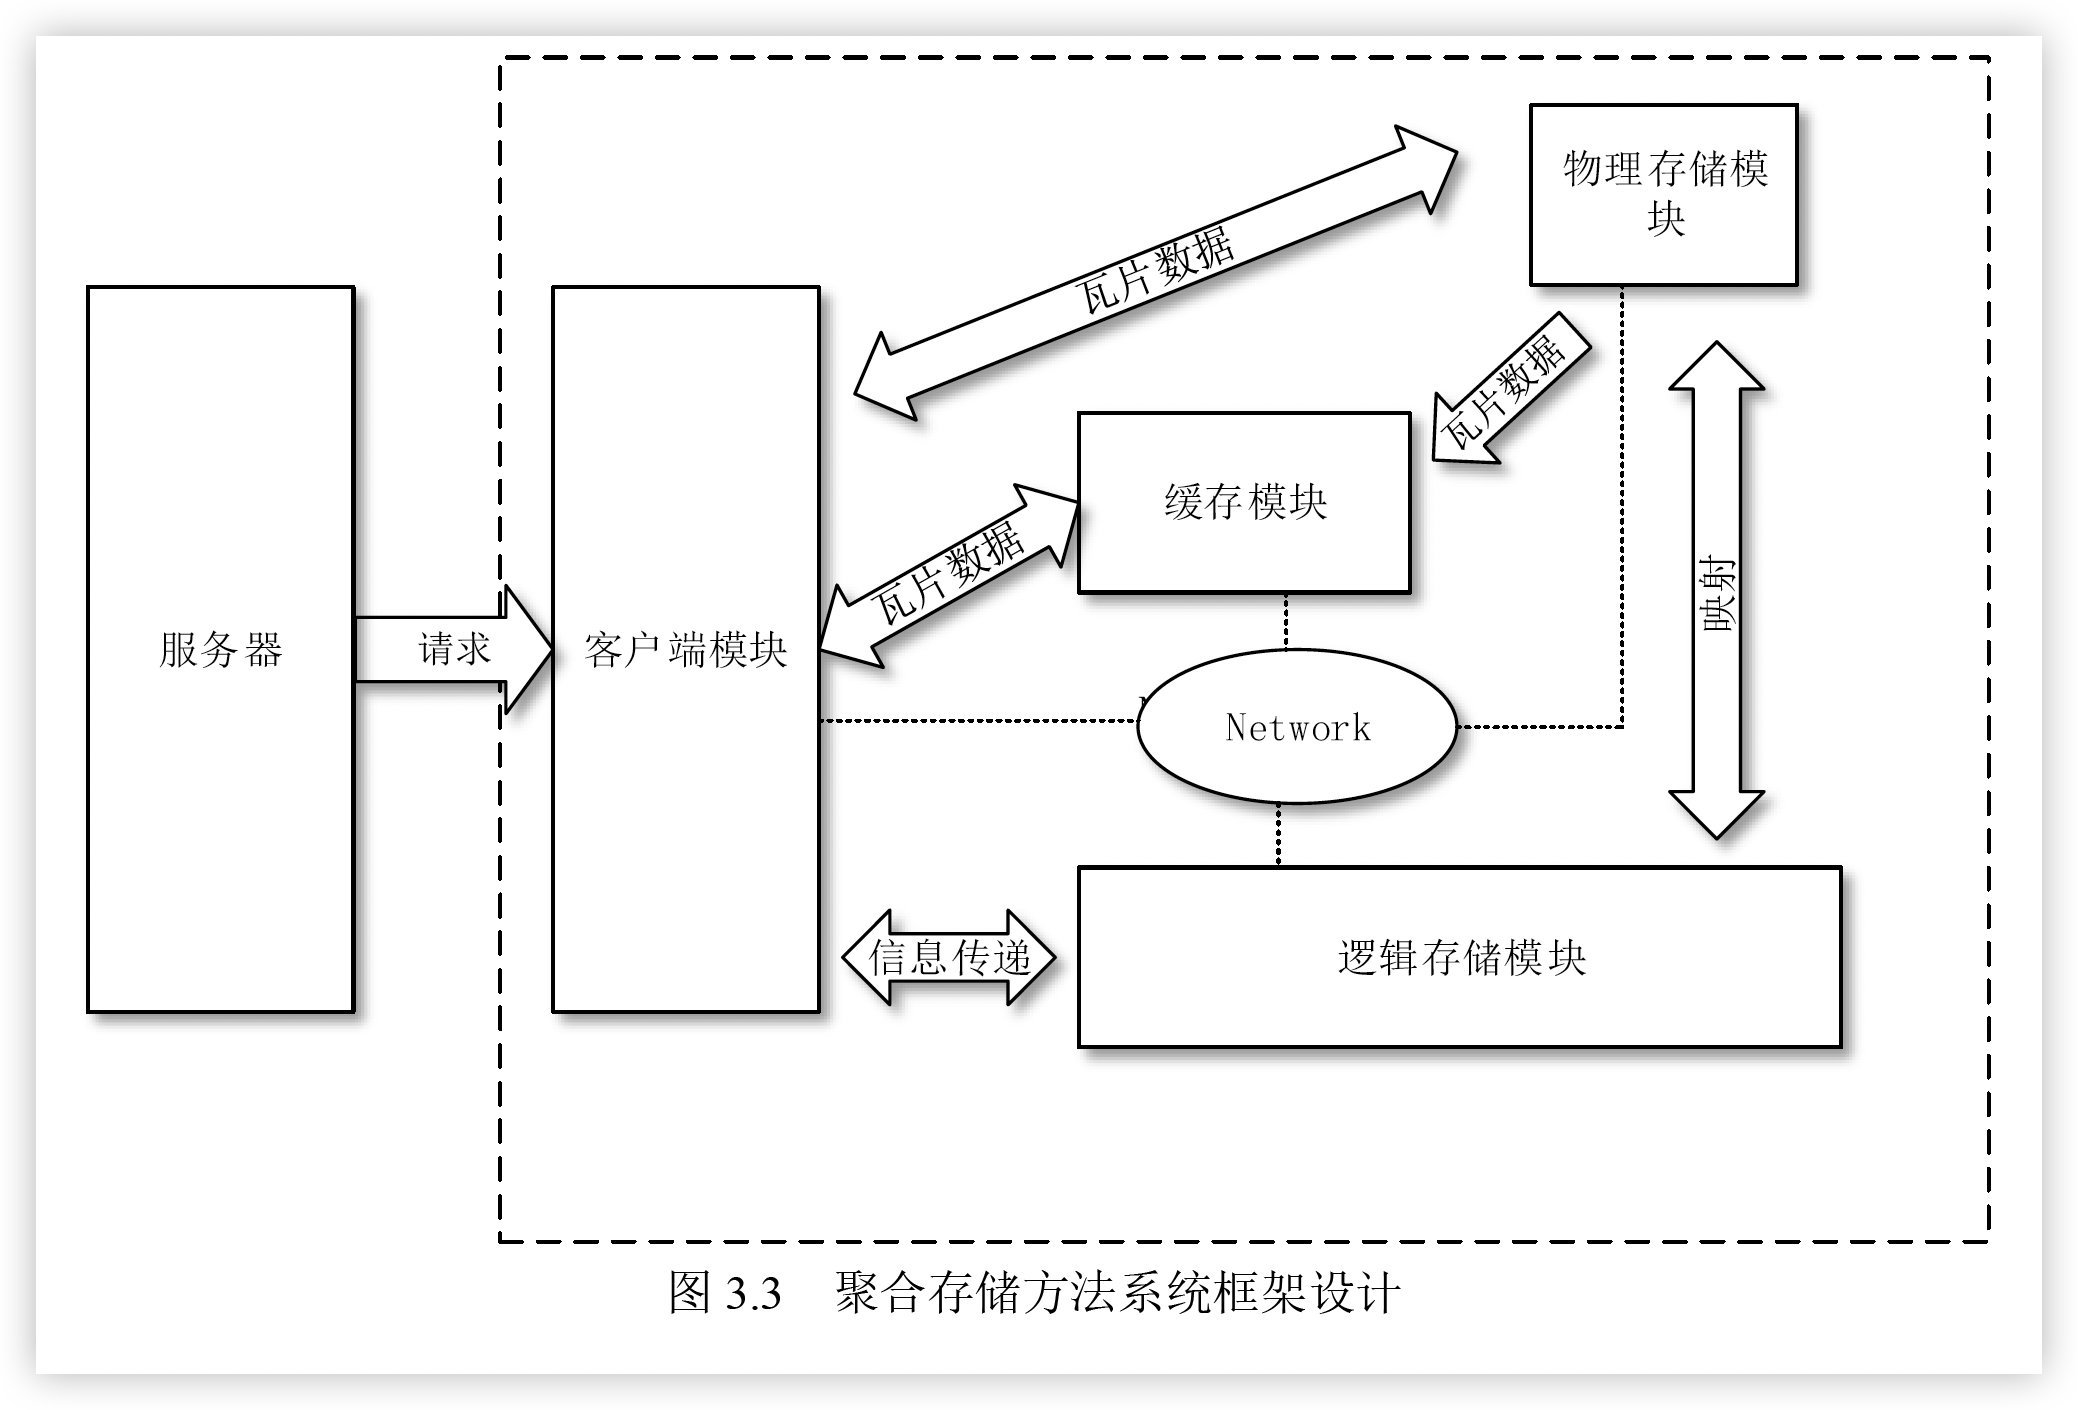 物理存储模
块
瓦片数据
瓦片数据
缓存模块
瓦片数据
映射
服务器
请求
客户端模块
Network
信息传递
逻辑存储模块
图 3.3 聚合存储方法系统框架设计